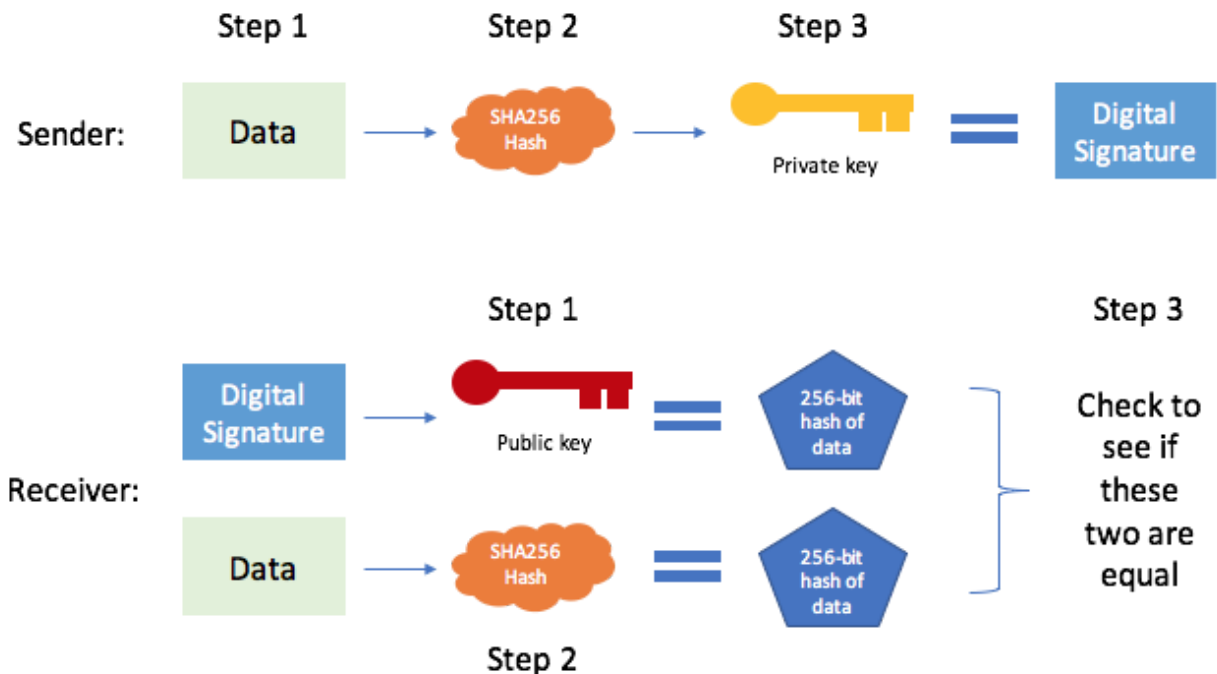 Step 1
Step 2
Step 3
Sender:
Data
SHA256
Hash
Private key
Digital
Signature
Step 1
Step 3
Receiver:
Digital
Signature
Public key
256-bit
hash of
data
Data
SHA256
Hash
256-bit
hash of
data
Step 2
Check to
see if
these
two are
equal